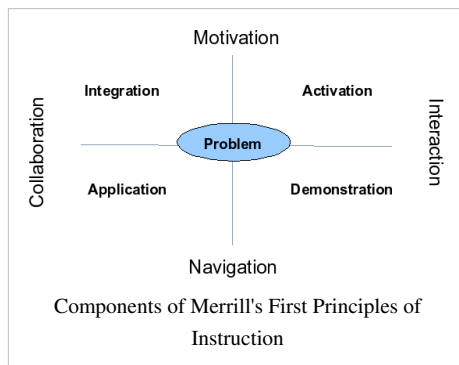 Motivation
Integration
Activation
Collaboration
Problem
Interaction
Application
Demonstration
Navigation
Components of Merrill's First Principles of
Instruction